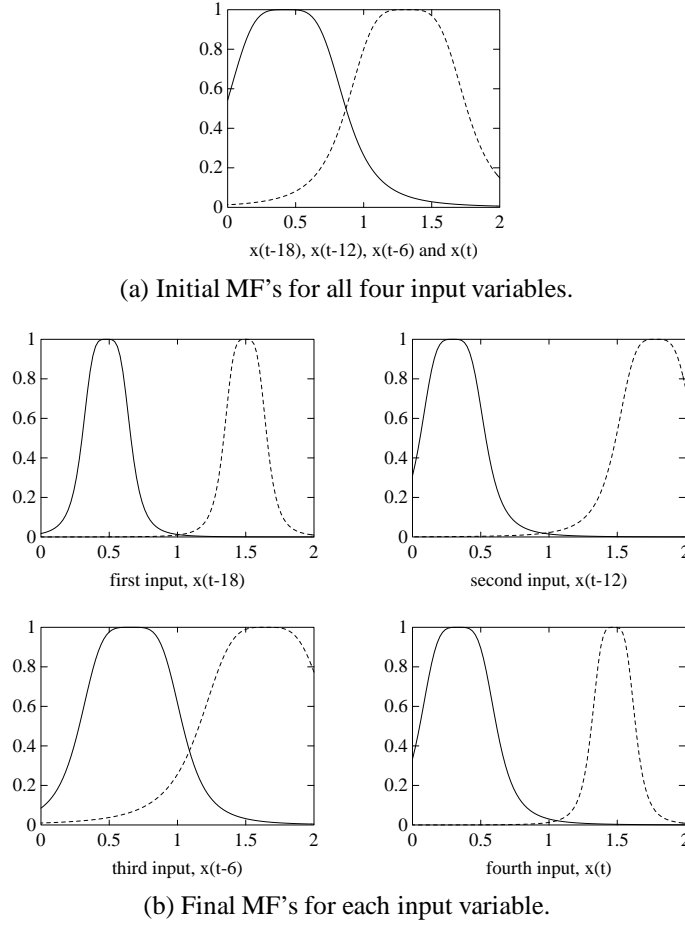 1
0.8
0.6
0.4
0.2
0
0 0.5 1 1.5 2
x(t-18), x(t-12), x(t-6) and x(t)
(a) Initial MF's for all four input variables.
1
0.8
0.6
0.4
0.2
0
0 0.5 1 1.5 2
first input, x(t-18)
1
0.8
0.6
0.4
0.2
0
0 0.5 1 1.5 2
second input, x(t-12)
1
0.8
0.6
0.4
0.2
0
0 0.5 1 1.5 2
third input, x(t-6)
1
0.8
0.6
0.4
0.2
0
0 0.5 1 1.5 2
fourth input, x(t)
(b) Final MF's for each input variable.